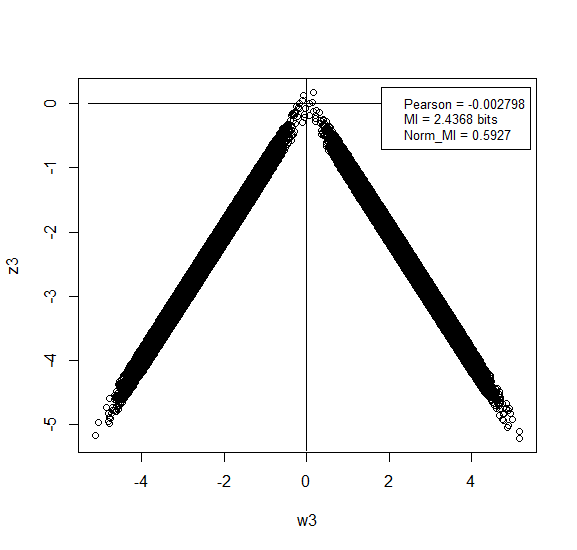 Pearson = -0.002798
MI = 2.4368 bits
Norm_MI = 0.5927
0
-1
-2
-3
-4
-5
z3
-4
-2
0
2
4
w3